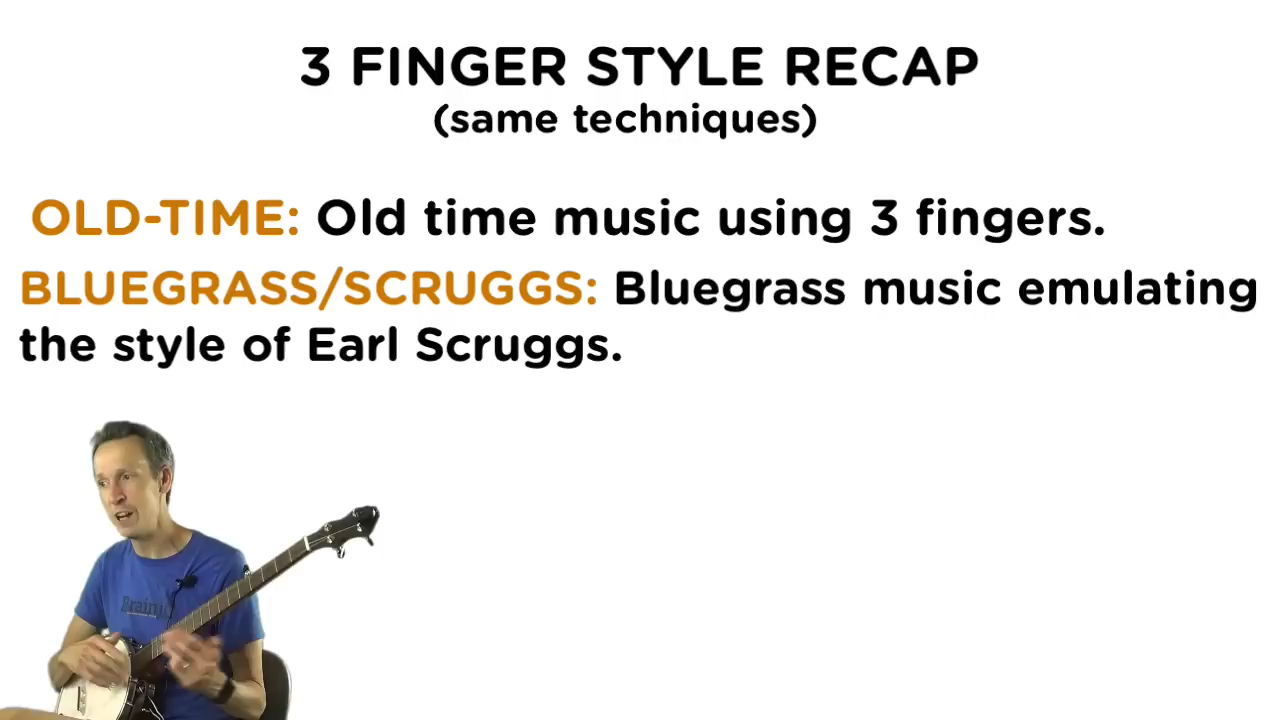 3 FINGER STYLE RECAP
(same techniques)
OLD-TIME: Old time music using 3 fingers.
BLUEGRASS/SCRUGGS: Bluegrass music emulating
the style of Earl Scruggs.